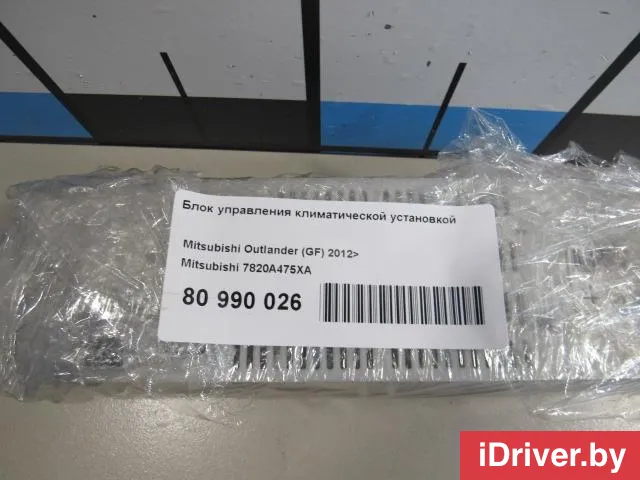 Блок управления климатической установкой
Mitsubishi Outlander (GF) 2012>
Mitsubishi 7820A475XA
80 990 026
iDriver.by